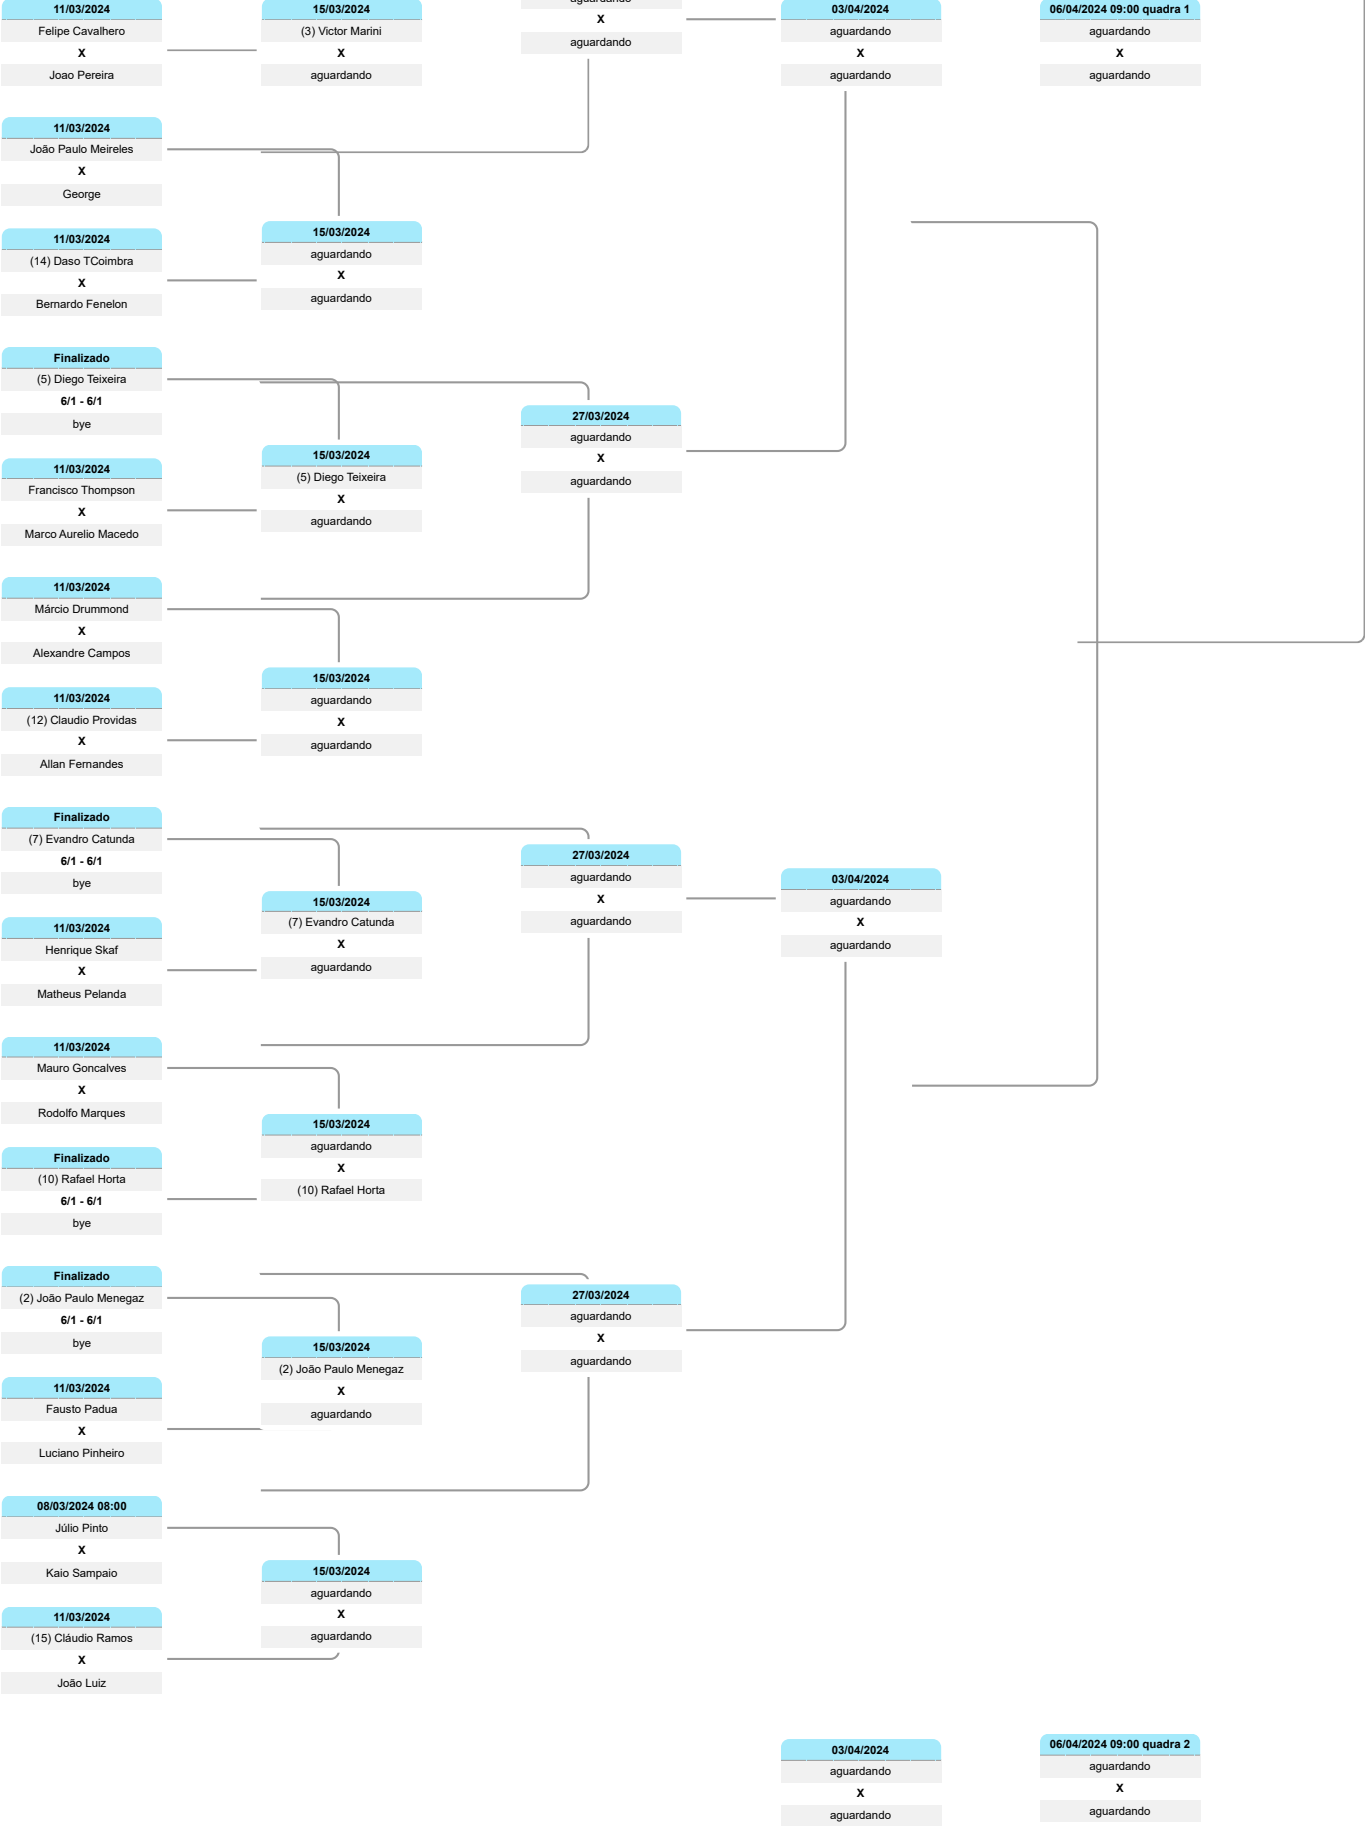 11/03/2024
Felipe Cavalhero
X
Joao Pereira
11/03/2024
João Paulo Meireles
X
George
11/03/2024
(14) Daso TCoimbra
X
Bernardo Fenelon
Finalizado
(5) Diego Teixeira
6/1 - 6/1
bye
11/03/2024
Francisco Thompson
X
Marco Aurelio Macedo
11/03/2024
Márcio Drummond
X
Alexandre Campos
11/03/2024
(12) Claudio Providas
X
Allan Fernandes
Finalizado
(7) Evandro Catunda
6/1 - 6/1
bye
11/03/2024
Henrique Skaf
X
Matheus Pelanda
11/03/2024
Mauro Goncalves
X
Rodolfo Marques
Finalizado
(10) Rafael Horta
6/1 - 6/1
bye
Finalizado
(2) João Paulo Menegaz
6/1 - 6/1
bye
11/03/2024
Fausto Padua
X
Luciano Pinheiro
08/03/2024 08:00
Júlio Pinto
X
Kaio Sampaio
11/03/2024
(15) Cláudio Ramos
X
João Luiz
15/03/2024
(3) Victor Marini
X
aguardando
15/03/2024
aguardando
X
aguardando
15/03/2024
(5) Diego Teixeira
X
aguardando
15/03/2024
aguardando
X
aguardando
15/03/2024
(7) Evandro Catunda
X
aguardando
15/03/2024
aguardando
X
(10) Rafael Horta
15/03/2024
(2) João Paulo Menegaz
X
aguardando
15/03/2024
aguardando
X
aguardando
aguardando
X
aguardando
27/03/2024
aguardando
X
aguardando
27/03/2024
aguardando
X
aguardando
27/03/2024
aguardando
X
aguardando
03/04/2024
aguardando
X
aguardando
03/04/2024
aguardando
X
aguardando
03/04/2024
aguardando
X
aguardando
06/04/2024 09:00 quadra 1
aguardando
X
aguardando
06/04/2024 09:00 quadra 2
aguardando
X
aguardando